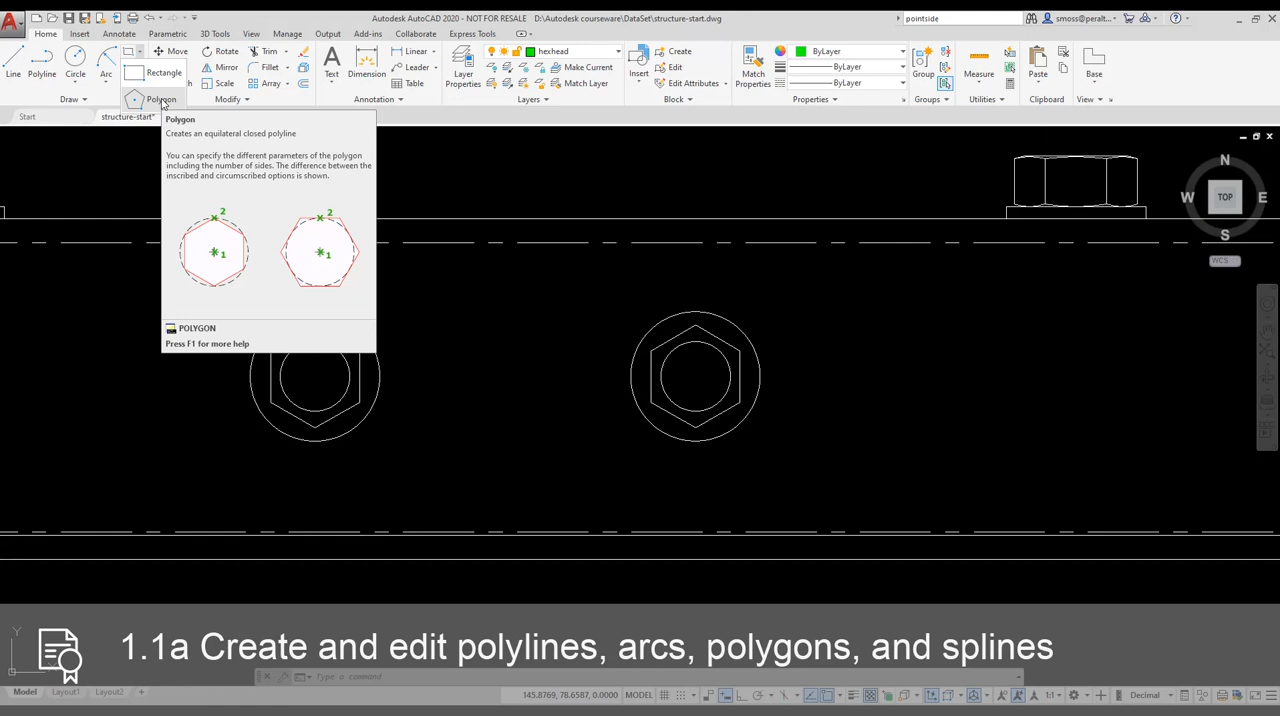 Autodesk AutoCAD 2020 - NOT FOR RESALE D:\Autodesk courseware\DataSet\structure-start.dwg
pointside
smoss@peralt...
Home Insert Annotate Parametric 3D Tools View Manage Output Add-ins Collaborate Express Tools
Line Polyline Circle Arc
Rectangle
Polygon
Draw
Move Rotate Trim
Mirror Fillet
Scale Array
Modify
Text Dimension
Linear
Leader
Table
Annotation
Layer Properties
hexhead
Make Current
Match Layer
Layers
Insert
Create
Edit
Edit Attributes
Block
Match Properties
ByLayer
ByLayer
ByLayer
Properties
Group
Groups
Measure
Utilities
Paste
Clipboard
Base
View
Start structure-start*
Polygon
Creates an equilateral closed polyline
You can specify the different parameters of the polygon
including the number of sides. The difference between the
inscribed and circumscribed options is shown.
2 2
1 1
POLYGON
Press F1 for more help
N
W TOP E
S
WCS
1.1a Create and edit polylines, arcs, polygons, and splines
Y
Type a command
Model Layout1 Layout2 +
145.8769, 78.6587, 0.0000 MODEL 1:1 Decimal